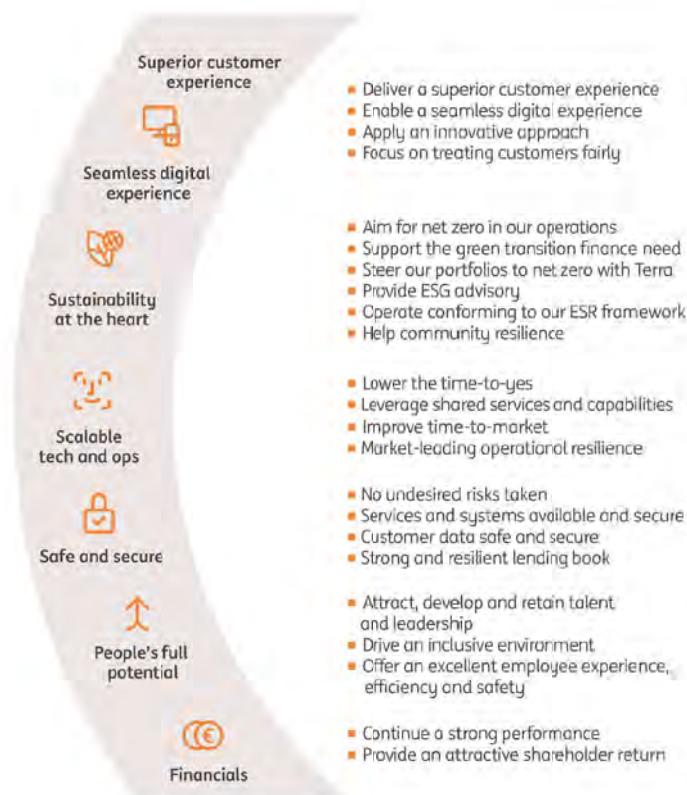 Superior customer
experience
Seamless digital
experience
■ Deliver a superior customer experience
■ Enable a seamless digital experience
■ Apply an innovative approach
■ Focus on treating customers fairly
Sustainability
at the heart
■ Aim for net zero in our operations
■ Support the green transition finance need
■ Steer our portfolios to net zero with Terra
■ Provide ESG advisory
■ Operate conforming to our ESR framework
■ Help community resilience
Scalable
tech and ops
■ Lower the time-to-yes
■ Leverage shared services and capabilities
■ Improve time-to-market
■ Market-leading operational resilience
Safe and secure
■ No undesired risks taken
■ Services and systems available and secure
■ Customer data safe and secure
■ Strong and resilient lending book
People's full
potential
■ Attract, develop and retain talent
and leadership
■ Drive an inclusive environment
■ Offer an excellent employee experience,
efficiency and safety
€
Financials
■ Continue a strong performance
■ Provide an attractive shareholder return